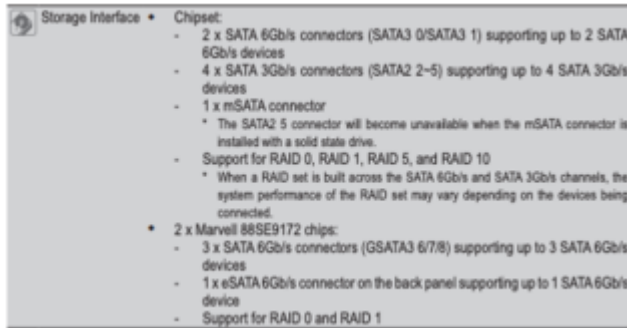 Storage Interface • Chipset:
- 2 x SATA 6Gb/s connectors (SATA3 0/SATA3 1) supporting up to 2 SATA
6Gb/s devices
- 4 x SATA 3Gb/s connectors (SATA2 2~5) supporting up to 4 SATA 3Gb/s
devices
- 1 x mSATA connector
* The SATA2 5 connector will become unavailable when the mSATA connector is
installed with a solid state drive.
- Support for RAID 0, RAID 1, RAID 5, and RAID 10
* When a RAID set is built across the SATA 6Gb/s and SATA 3Gb/s channels, the
system performance of the RAID set may vary depending on the devices being
connected.
• 2 x Marvell 88SE9172 chips:
- 3 x SATA 6Gb/s connectors (GSATA3 6/7/8) supporting up to 3 SATA 6Gb/s
devices
- 1 x eSATA 6Gb/s connector on the back panel supporting up to 1 SATA 6Gb/s
device
- Support for RAID 0 and RAID 1